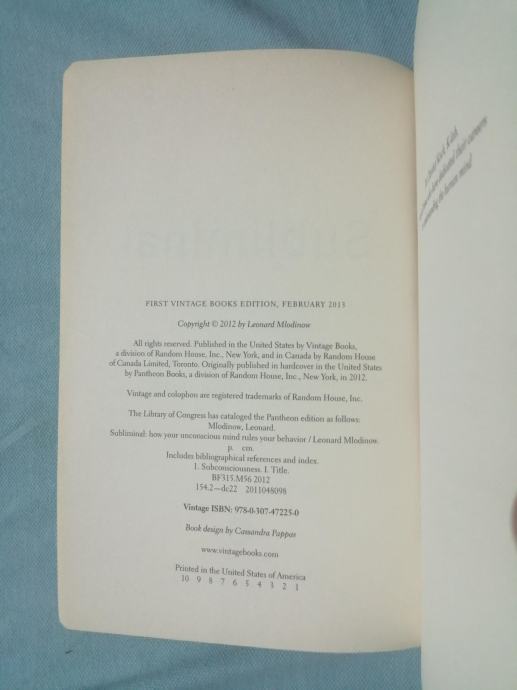 FIRST VINTAGE BOOKS EDITION, FEBRUARY 2013
Copyright © 2012 by Leonard Mlodinow
All rights reserved. Published in the United States by Vintage Books,
a division of Random House, Inc., New York, and in Canada by Random House
of Canada Limited, Toronto. Originally published in hardcover in the United States
by Pantheon Books, a division of Random House, Inc., New York, in 2012.
Vintage and colophon are registered trademarks of Random House, Inc.
The Library of Congress has cataloged the Pantheon edition as follows:
Mlodinow, Leonard.
Subliminal: how your unconscious mind rules your behavior / Leonard Mlodinow.
p. cm.
Includes bibliographical references and index.
1. Subconsciousness. I. Title.
BF315.M56 2012
154.2—dc22 2011048098
Vintage ISBN: 978-0-307-47225-0
Book design by Cassandra Pappas
www.vintagebooks.com
Printed in the United States of America
10 9 8 7 6 5 4 3 2 1
dedicated their careers
the human mind